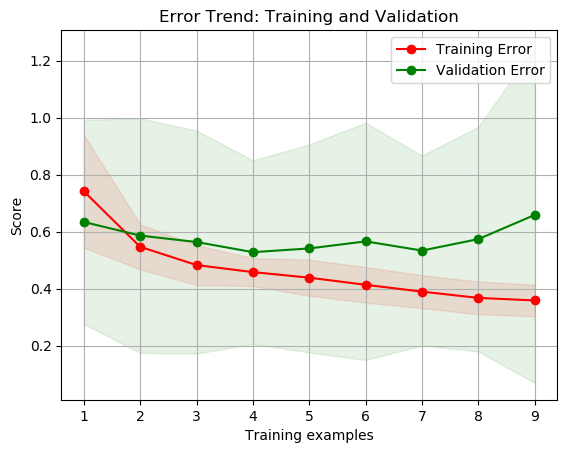 Error Trend: Training and Validation
Training Error
Validation Error
1.2
1.0
0.8
0.6
0.4
0.2
Score
1 2 3 4 5 6 7 8 9
Training examples